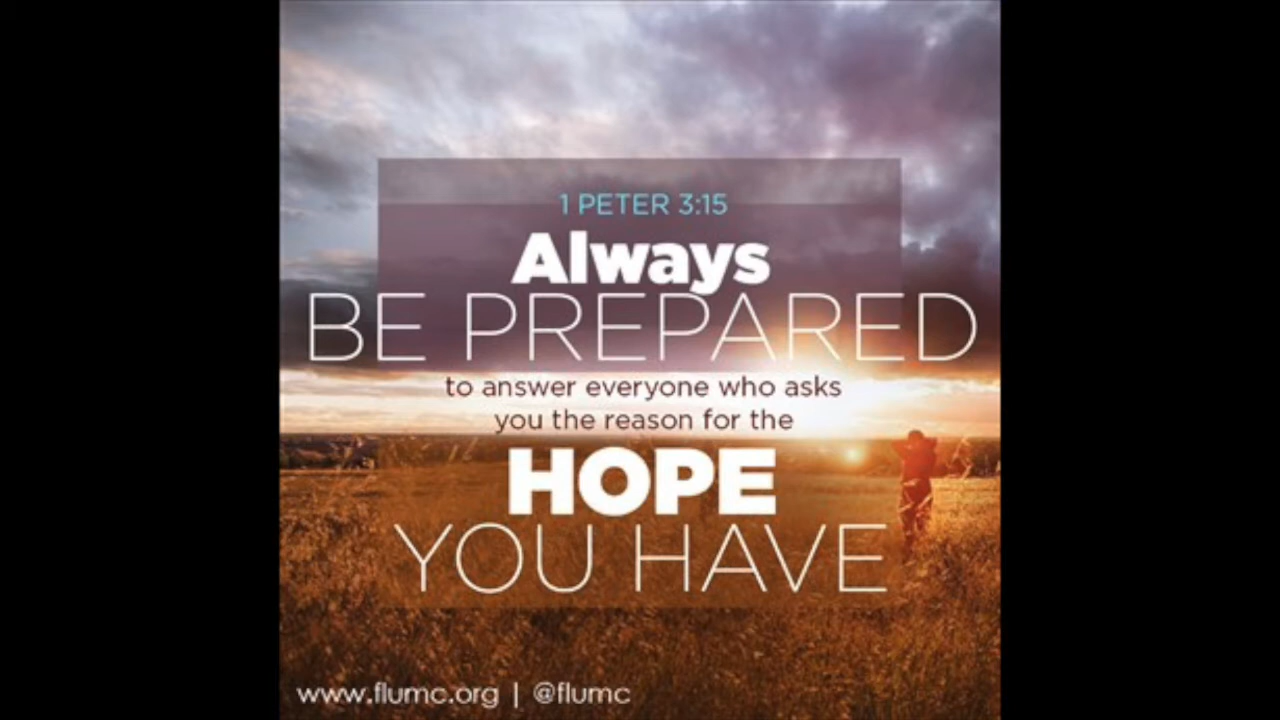 1 PETER 3:15
Always
BE PREPARED
to answer everyone who asks
you the reason for the
HOPE
YOU HAVE
www.flumc.org | @flumc